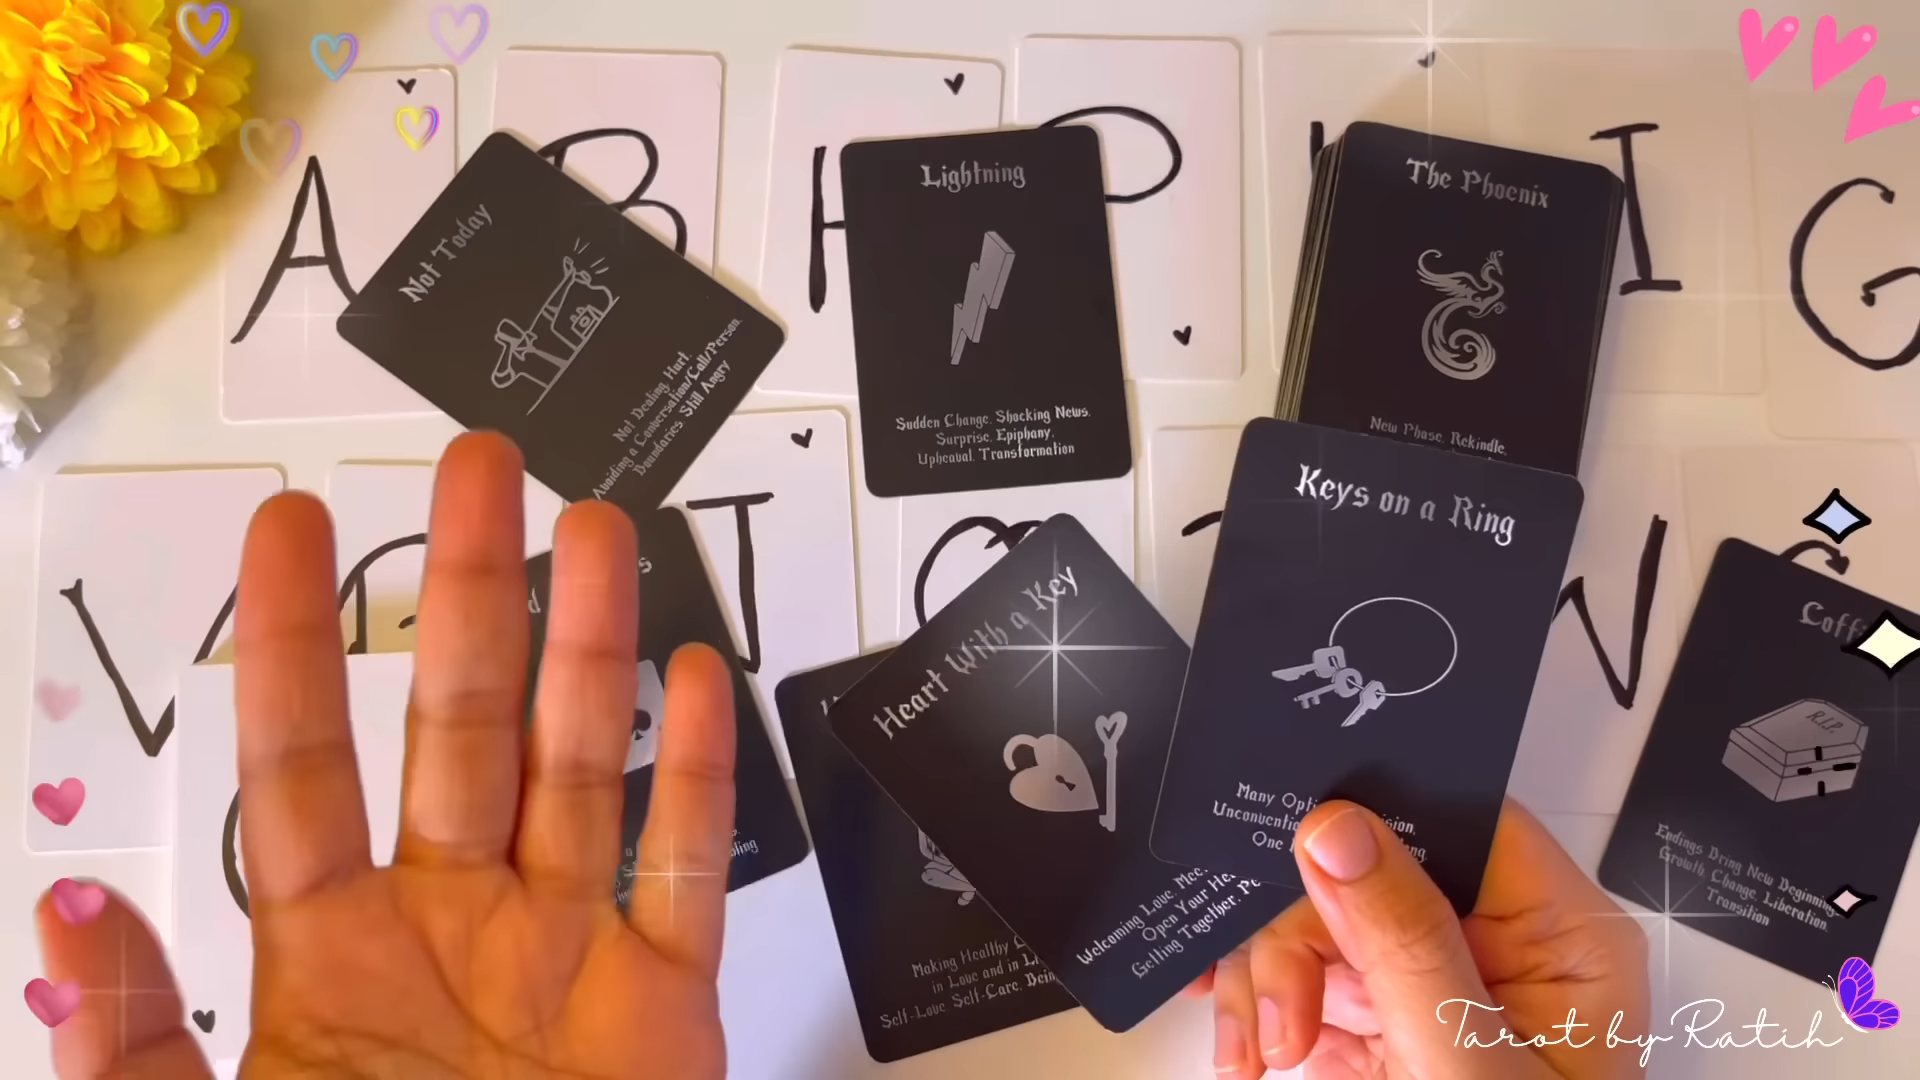 A B H P I G
Not Today
Not Dealing, Hurt,
Avoiding a Conversation/Call/Person,
Boundaries, Still Angry
Lightning
Sudden Change, Shocking News,
Surprise, Epiphany,
Upheaval, Transformation
The Phoenix
New Phase, Rekindle,
V T N
Keys on a Ring
Many
One
Heart With a Key
Welcoming Love,
Open Your
Getting Together,
Making Healthy
in Love and in
Self-Love, Self-Care,
R.I.P.
Endings Bring New Beginnings,
Growth, Change, Liberation,
Transition
Tarot by Ratih